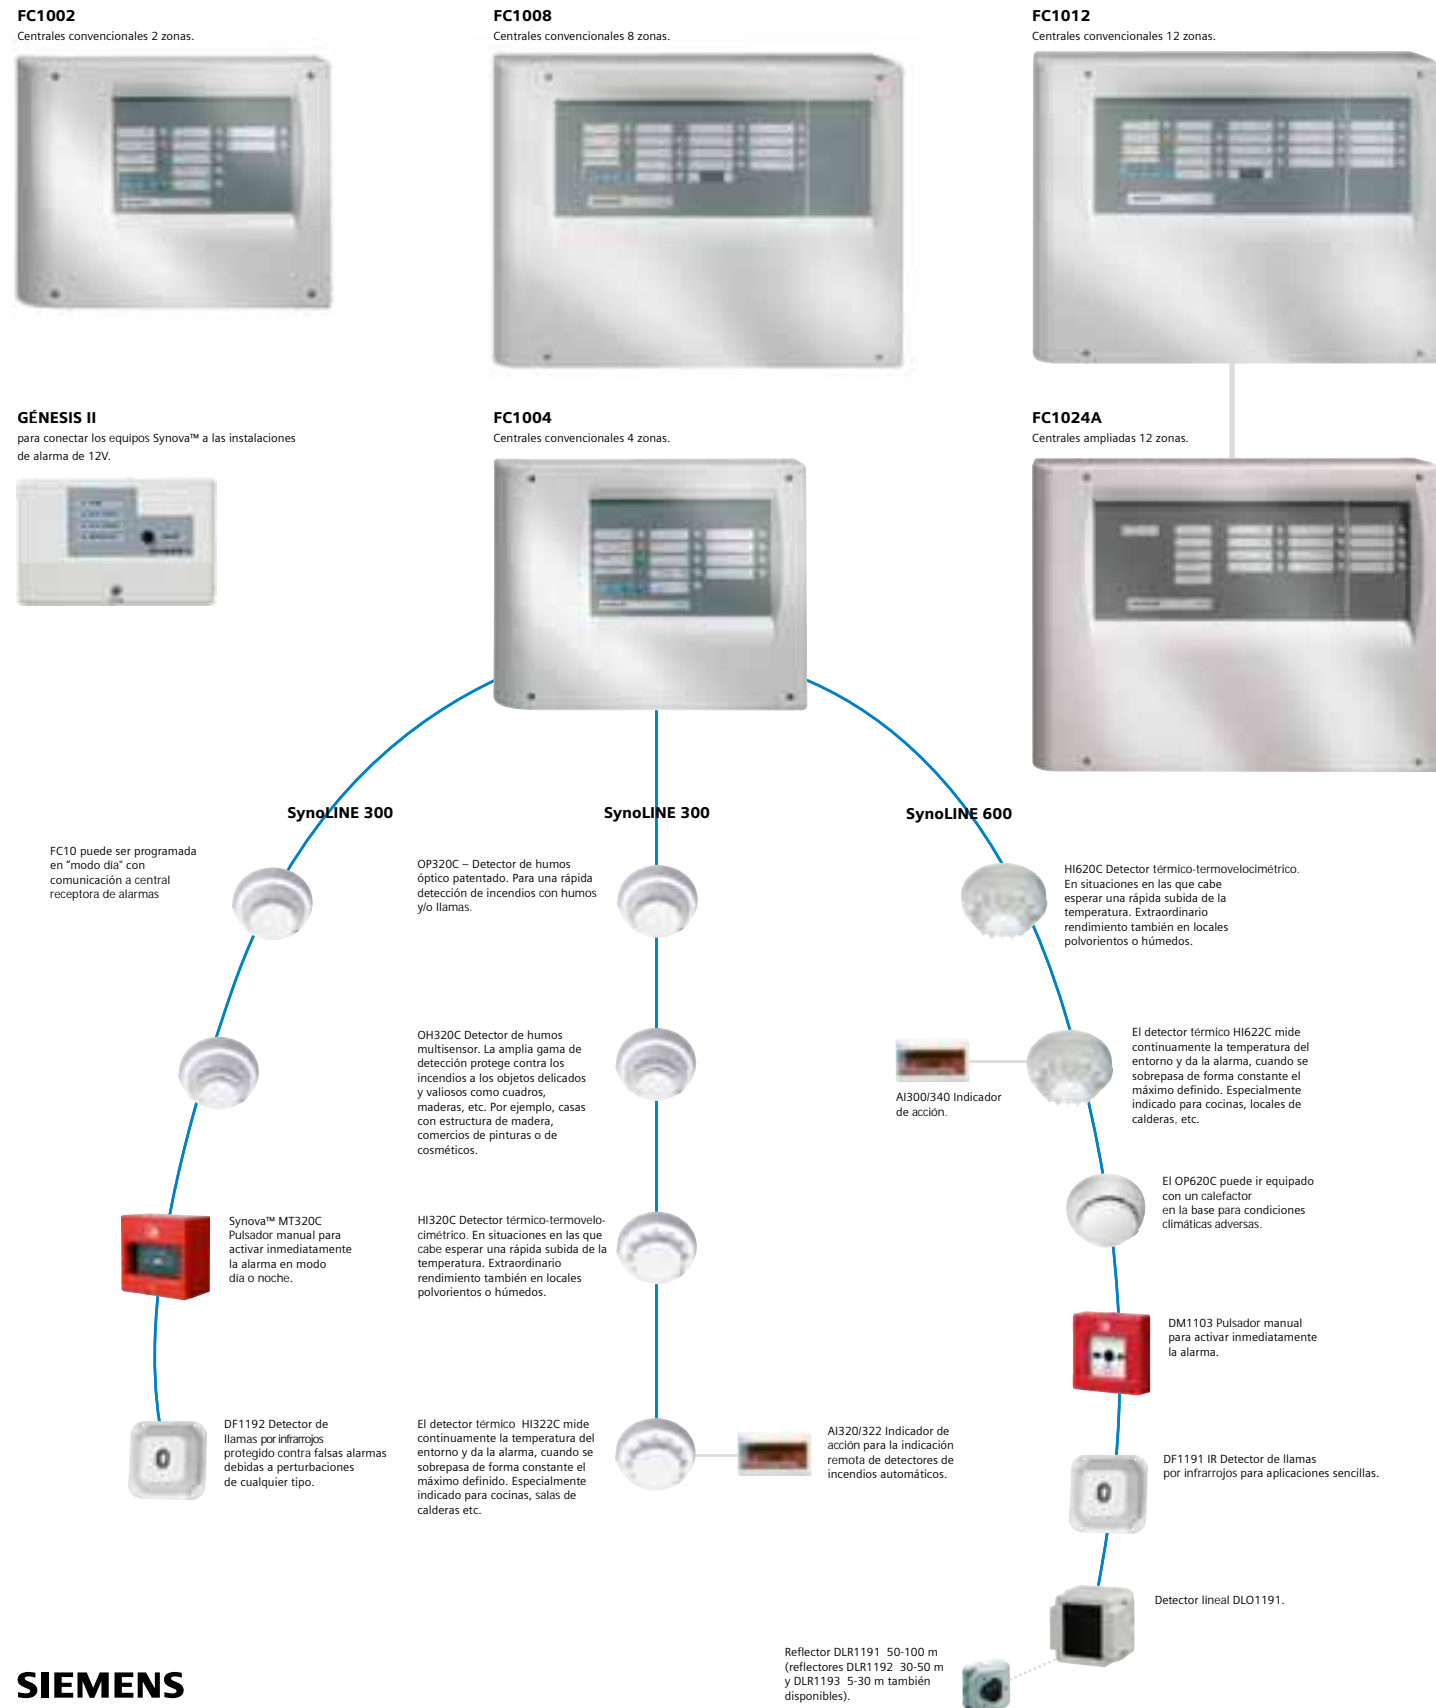 FC1002
Centrales convencionales 2 zonas.
FC1008
Centrales convencionales 8 zonas.
FC1012
Centrales convencionales 12 zonas.
GÉNESIS II
para conectar los equipos Synova™ a las instalaciones
de alarma de 12V.
FC1004
Centrales convencionales 4 zonas.
FC1024A
Centrales ampliadas 12 zonas.
SynoLINE 300
SynoLINE 300
SynoLINE 600
FC10 puede ser programada
en “modo día” con
comunicación a central
receptora de alarmas
Synova™ MT320C
Pulsador manual para
activar inmediatamente
la alarma en modo
día o noche.
DF1192 Detector de
llamas por infrarrojos
protegido contra falsas alarmas
debidas a perturbaciones
de cualquier tipo.
OP320C – Detector de humos
óptico patentado. Para una rápida
detección de incendios con humos
y/o llamas.
OH320C Detector de humos
multisensor. La amplia gama de
detección protege contra los
incendios a los objetos delicados
y valiosos como cuadros,
maderas, etc. Por ejemplo, casas
con estructura de madera,
comercios de pinturas o de
cosméticos.
HI320C Detector térmico-termovelo-
cimétrico. En situaciones en las que
cabe esperar una rápida subida de la
temperatura. Extraordinario
rendimiento también en locales
polvorientos o húmedos.
El detector térmico HI322C mide
continuamente la temperatura del
entorno y da la alarma, cuando se
sobrepasa de forma constante el
máximo definido. Especialmente
indicado para cocinas, salas de
calderas etc.
AI320/322 Indicador de
acción para la indicación
remota de detectores de
incendios automáticos.
HI620C Detector térmico-termovelocimétrico.
En situaciones en las que cabe
esperar una rápida subida de la
temperatura. Extraordinario
rendimiento también en locales
polvorientos o húmedos.
AI300/340 Indicador
de acción.
El detector térmico HI622C mide
continuamente la temperatura del
entorno y da la alarma, cuando se
sobrepasa de forma constante el
máximo definido. Especialmente
indicado para cocinas, locales de
calderas, etc.
El OP620C puede ir equipado
con un calefactor
en la base para condiciones
climáticas adversas.
DM1103 Pulsador manual
para activar inmediatamente
la alarma.
DF1191 IR Detector de llamas
por infrarrojos para aplicaciones sencillas.
Detector lineal DLO1191.
Reflector DLR1191 50-100 m
(reflectores DLR1192 30-50 m
y DLR1193 5-30 m también
disponibles).
SIEMENS